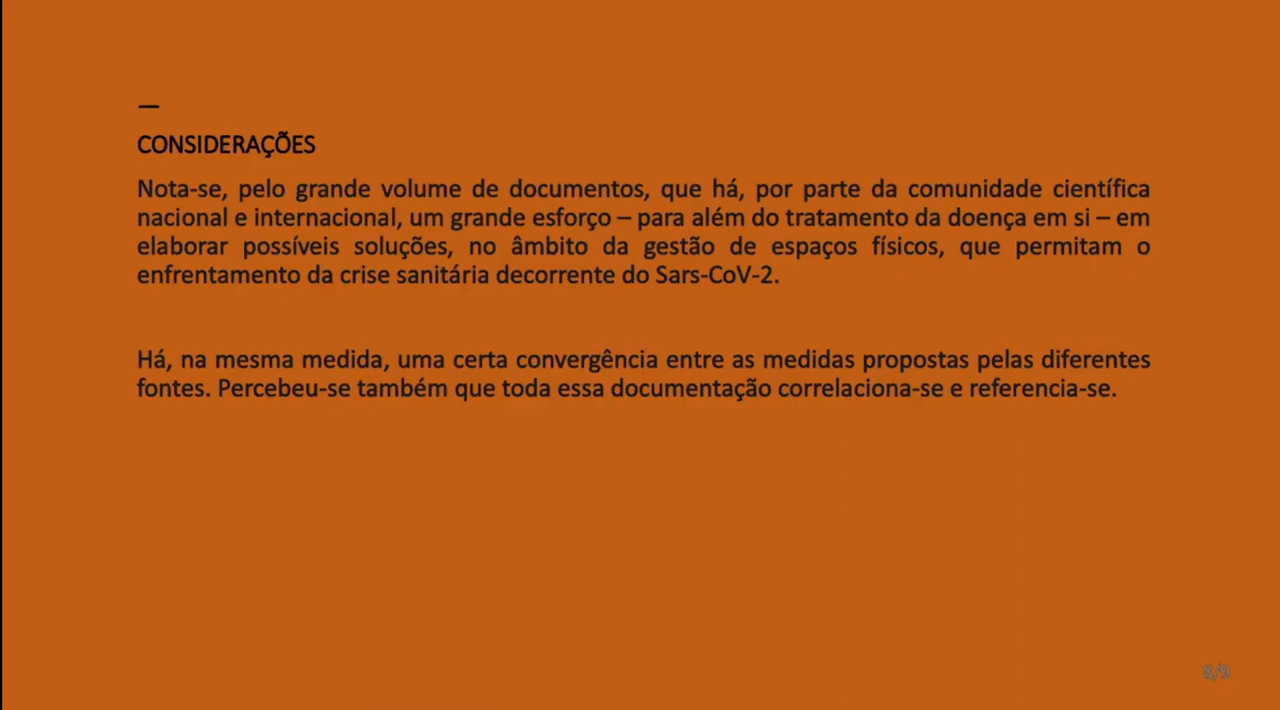 —
CONSIDERAÇÕES
Nota-se, pelo grande volume de documentos, que há, por parte da comunidade científica
nacional e internacional, um grande esforço – para além do tratamento da doença em si – em
elaborar possíveis soluções, no âmbito da gestão de espaços físicos, que permitam o
enfrentamento da crise sanitária decorrente do Sars-CoV-2.
Há, na mesma medida, uma certa convergência entre as medidas propostas pelas diferentes
fontes. Percebeu-se também que toda essa documentação correlaciona-se e referencia-se.
8/9